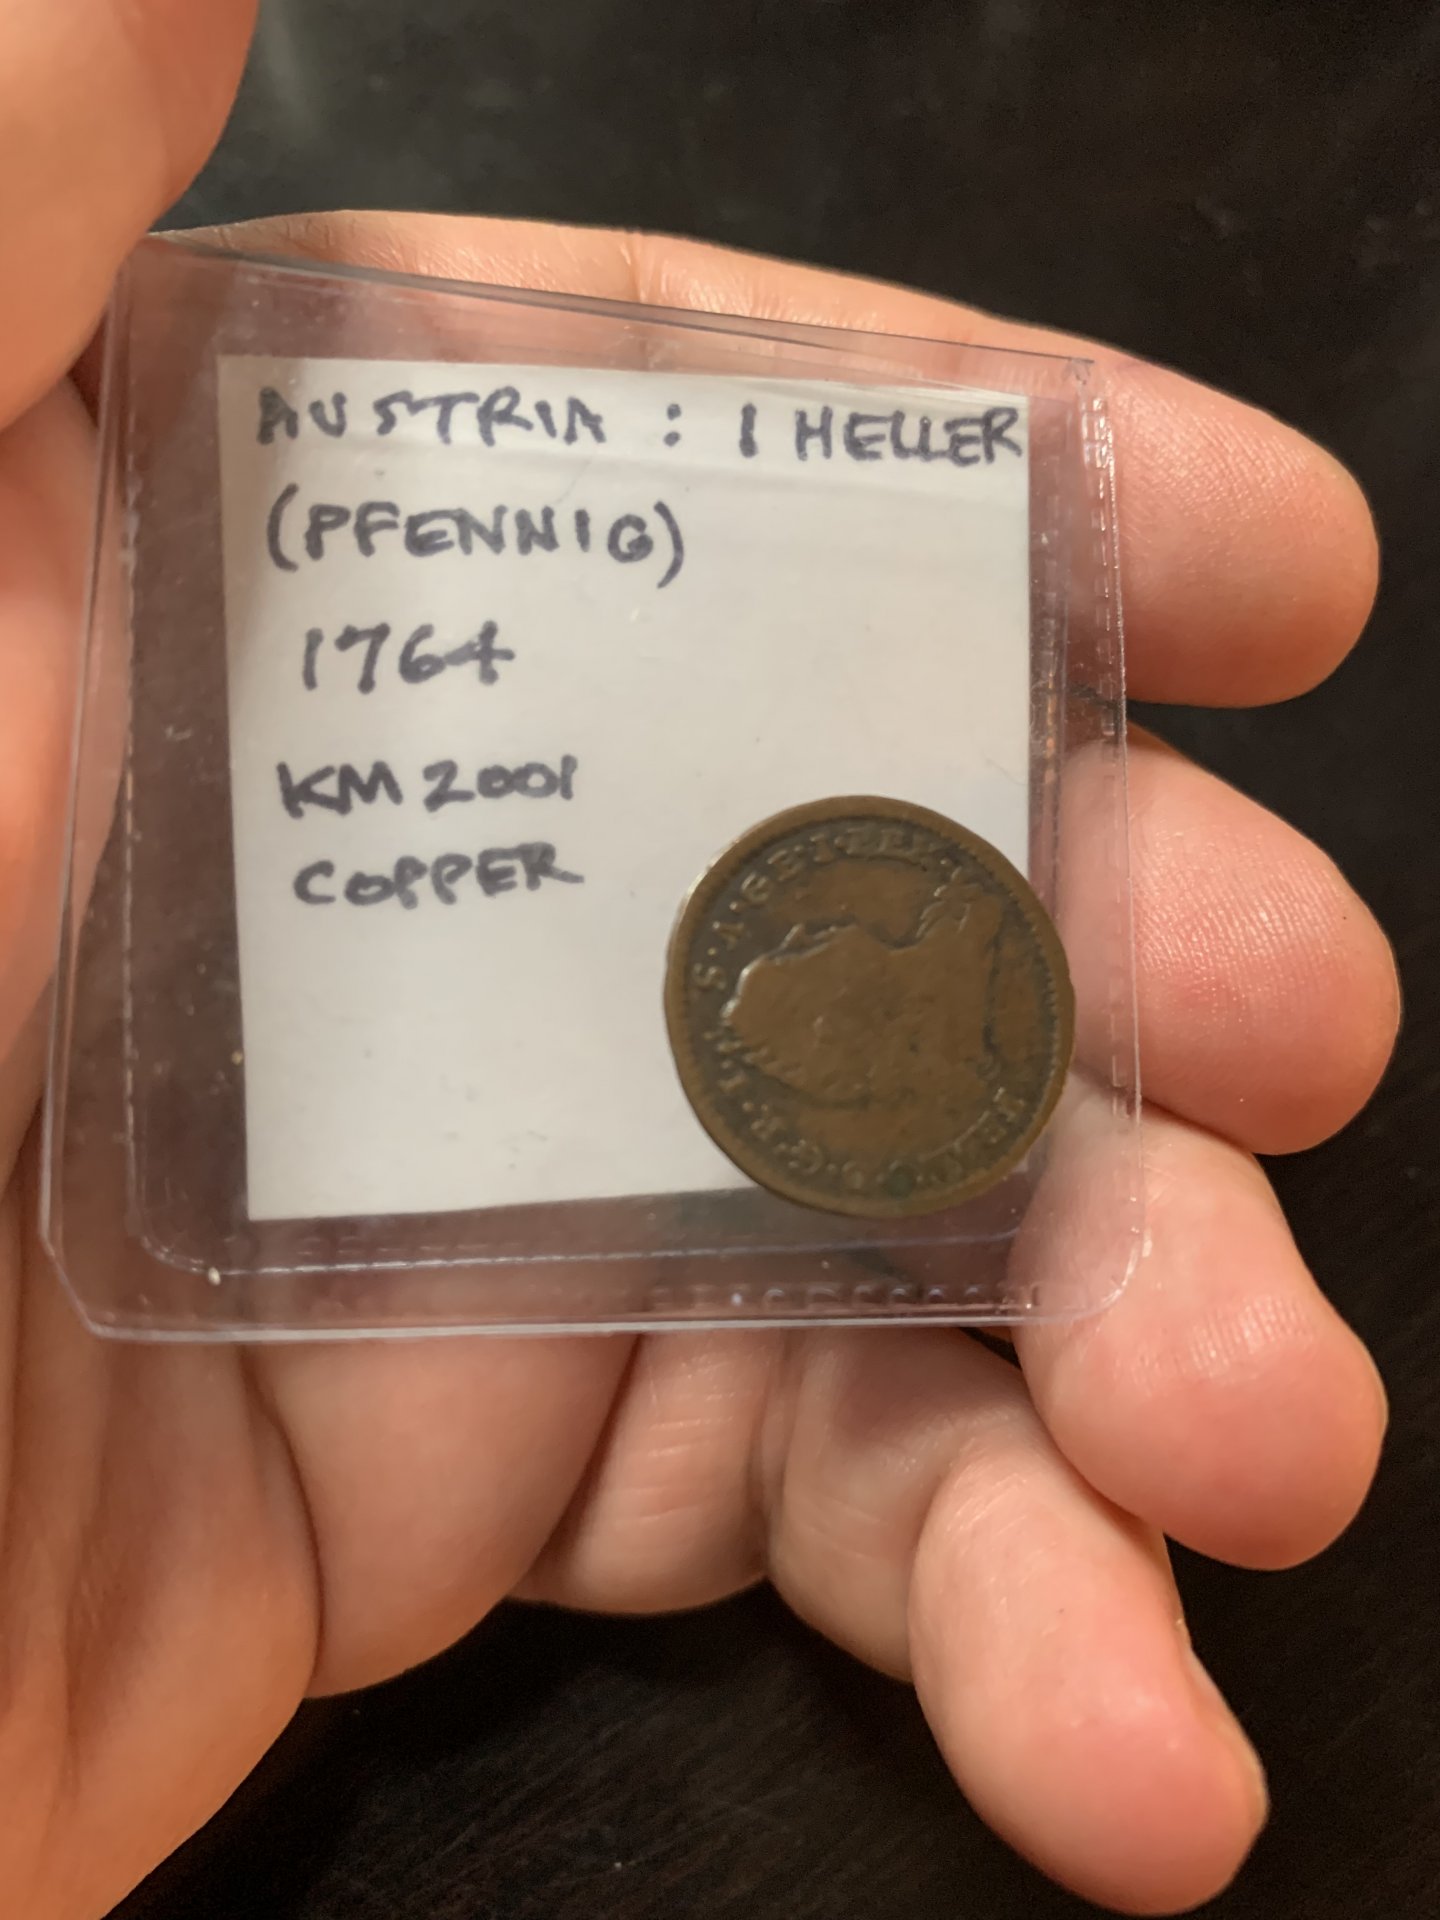 AUSTRIA : 1 HELLER
(PFENNIG)
1764
KM 2001
COPPER